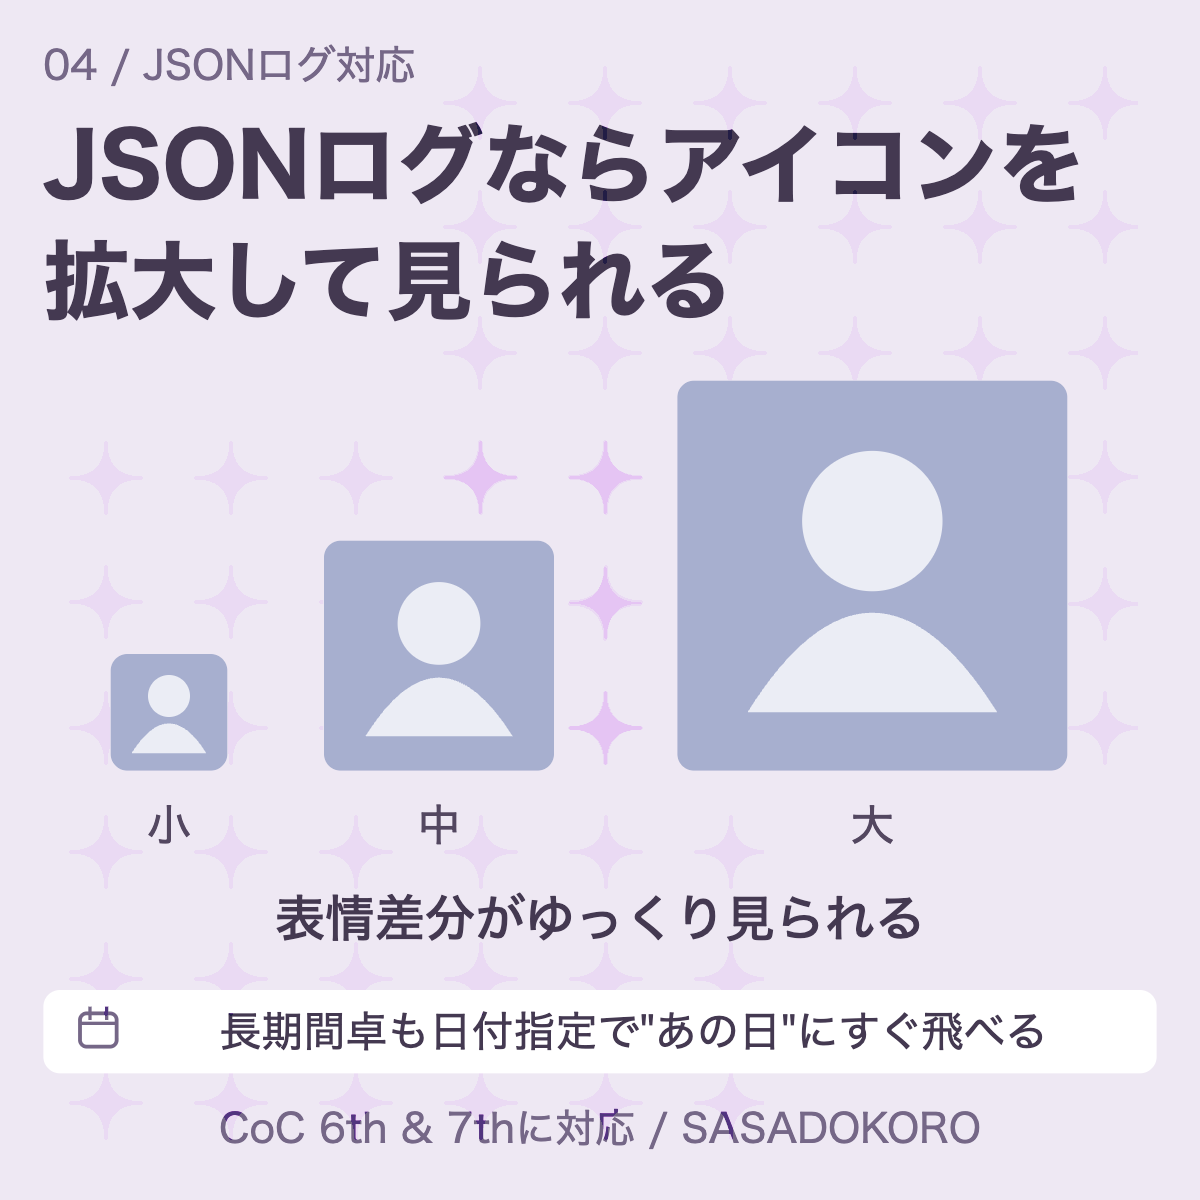 04 / JSONログ対応
JSONログならアイコンを
拡大して見られる
小
中
大
表情差分がゆっくり見られる
長期間卓も日付指定で"あの日"にすぐ飛べる
CoC 6th & 7thに対応 / SASADOKORO